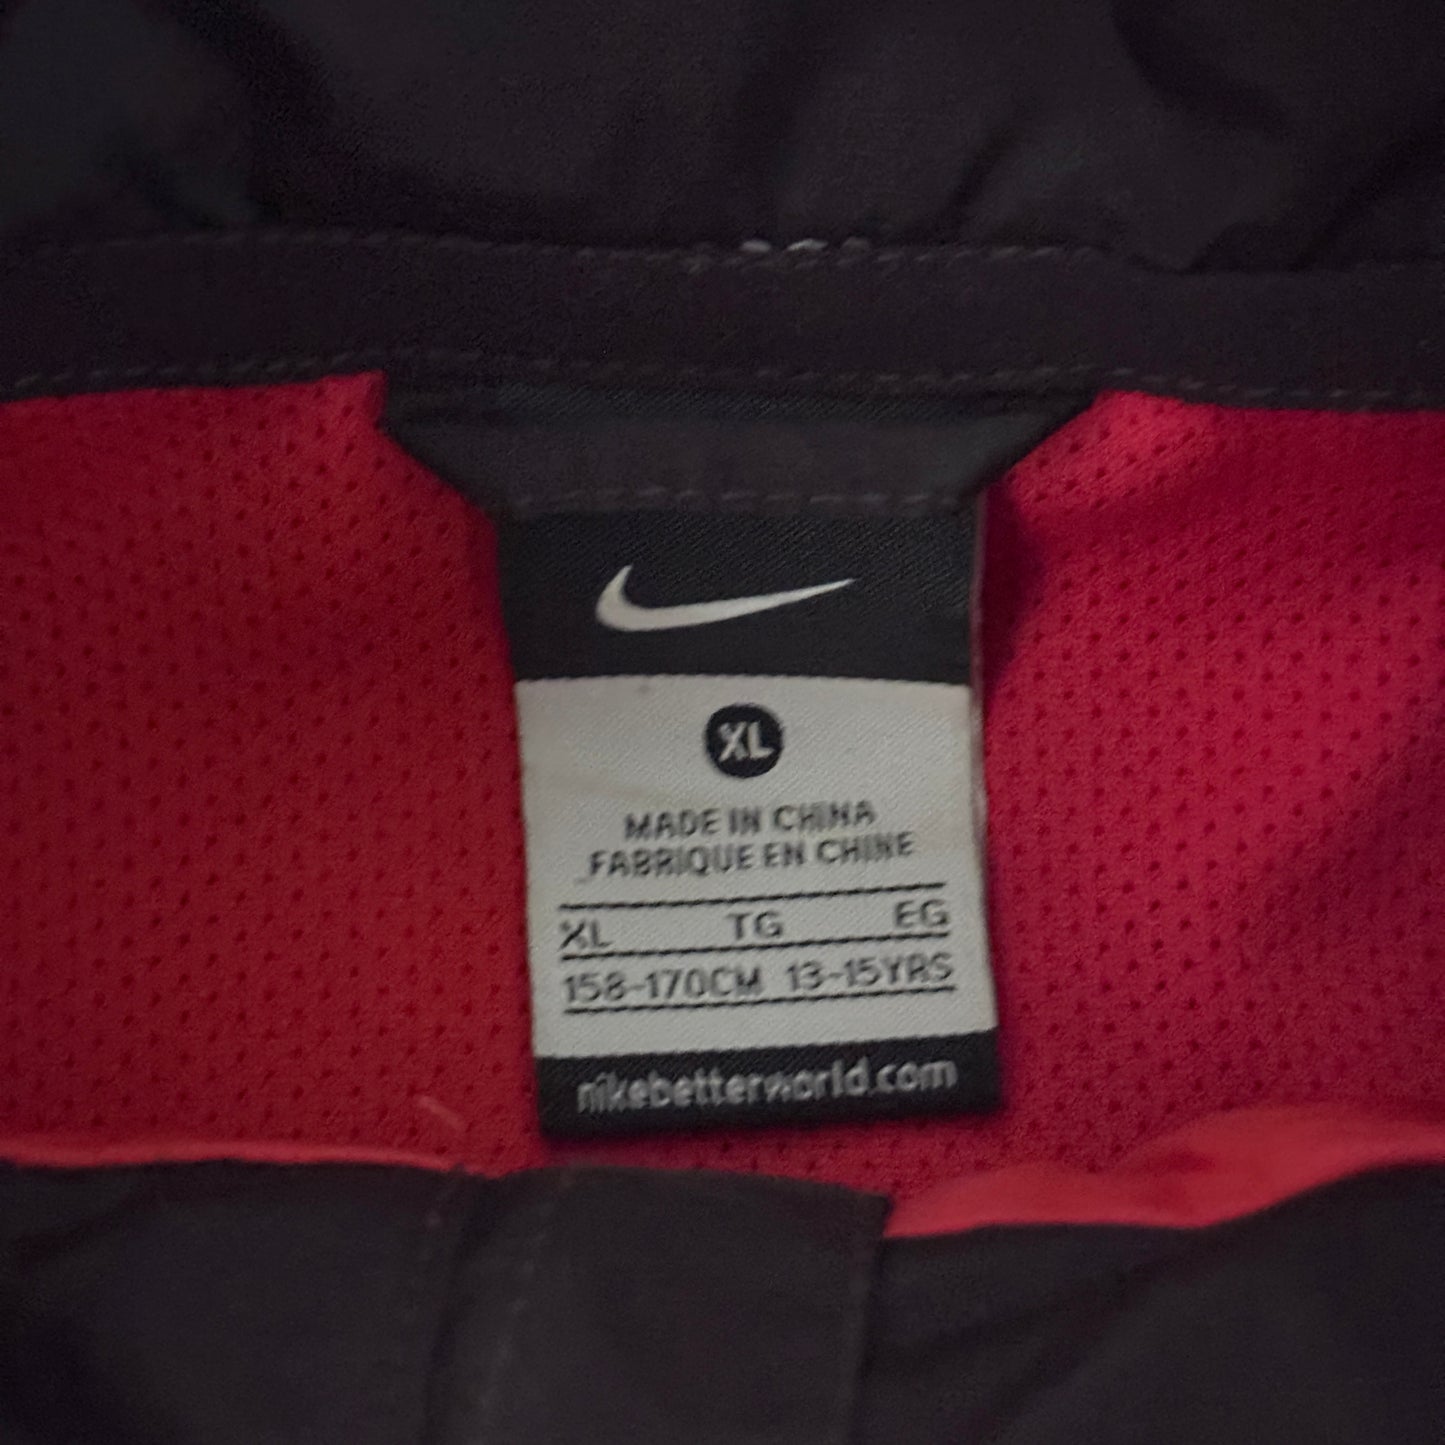 XL
MADE IN CHINA
FABRIQUE EN CHINE
XL TG EG
158-170CM 13-15YRS
nikebetterworld.com